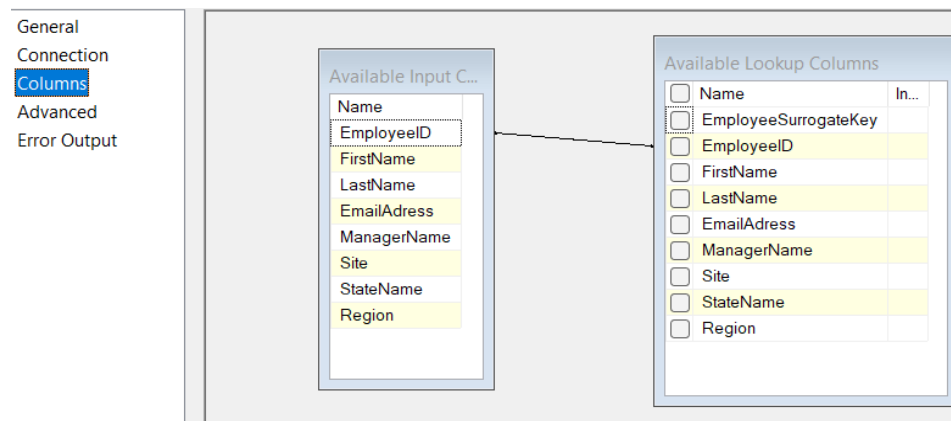 General
Connection
Columns
Advanced
Error Output
Available Input C...
Name
EmployeeID
FirstName
LastName
EmailAdress
ManagerName
Site
StateName
Region
Available Lookup Columns
Name In...
EmployeeSurrogateKey
EmployeeID
FirstName
LastName
EmailAdress
ManagerName
Site
StateName
Region